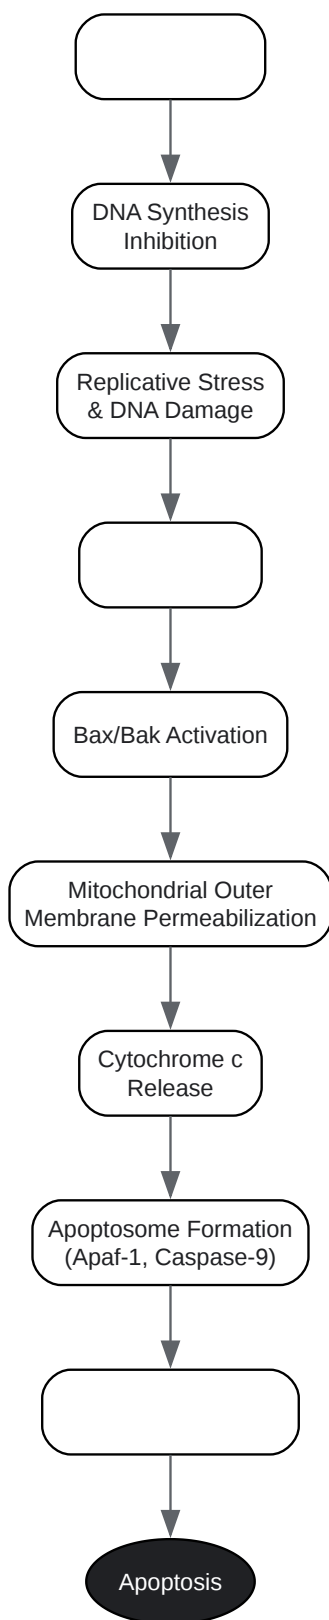 DNA Synthesis
Inhibition
Replicative Stress
& DNA Damage
Bax/Bak Activation
Mitochondrial Outer
Membrane Permeabilization
Cytochrome c
Release
Apoptosome Formation
(Apaf-1, Caspase-9)
Apoptosis